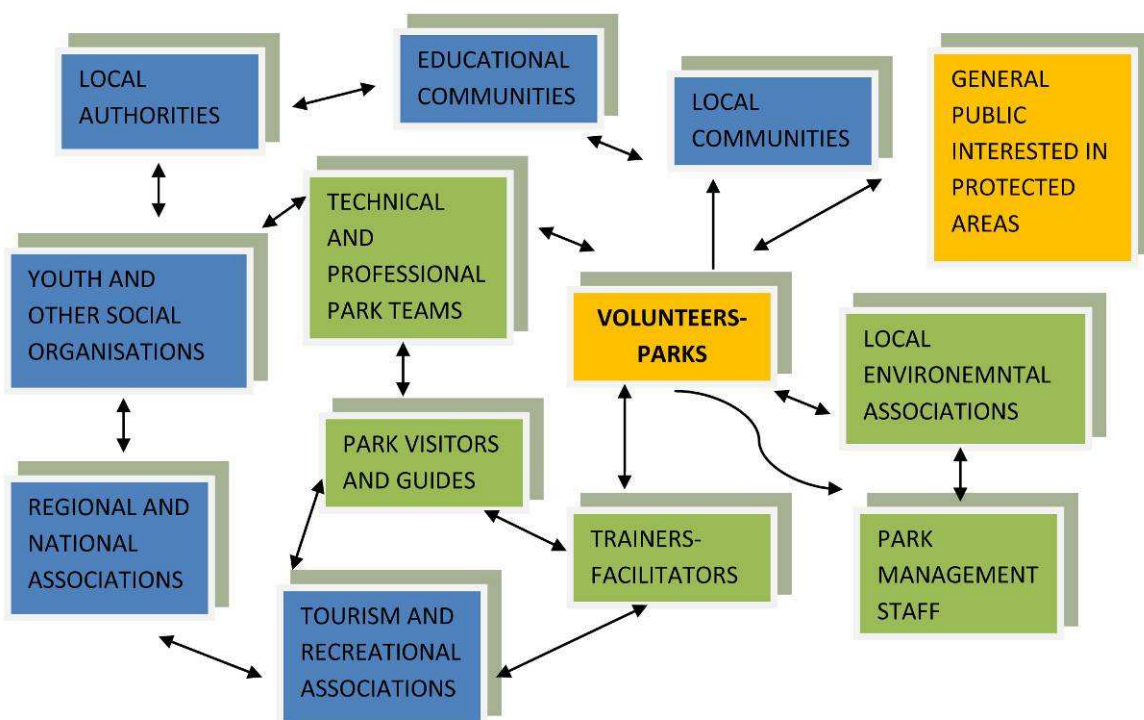 LOCAL
AUTHORITIES
EDUCATIONAL
COMMUNITIES
LOCAL
COMMUNITIES
GENERAL
PUBLIC
INTERESTED IN
PROTECTED
AREAS
TECHNICAL
AND
PROFESSIONAL
PARK TEAMS
YOUTH AND
OTHER SOCIAL
ORGANISATIONS
VOLUNTEERS-
PARKS
LOCAL
ENVIRONEMNTAL
ASSOCIATIONS
PARK VISITORS
AND GUIDES
REGIONAL AND
NATIONAL
ASSOCIATIONS
TRAINERS-
FACILITATORS
PARK
MANAGEMENT
STAFF
TOURISM AND
RECREATIONAL
ASSOCIATIONS